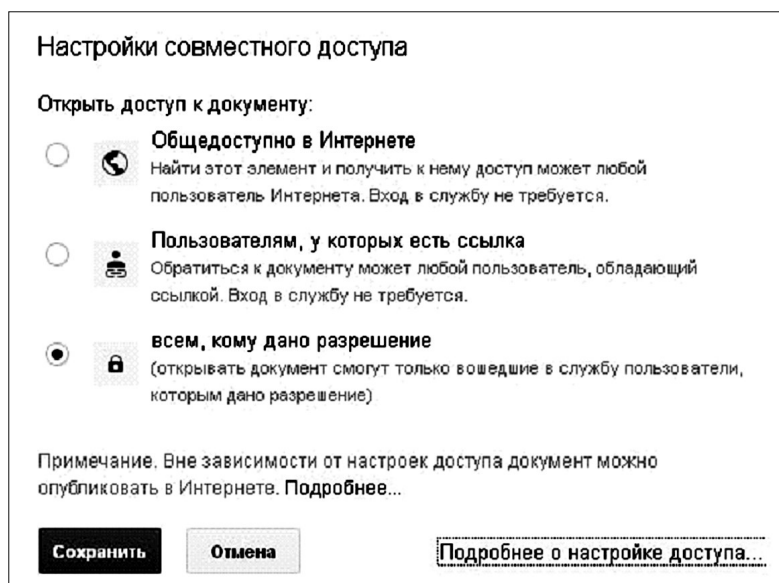 Настройки совместного доступа
Открыть доступ к документу:
Общедоступно в Интернете
Найти этот элемент и получить к нему доступ может любой
пользователь Интернета. Вход в службу не требуется.
Пользователям, у которых есть ссылка
Обратиться к документу может любой пользователь, обладающий
ссылкой. Вход в службу не требуется.
всем, кому дано разрешение
(открывать документ смогут только вошедшие в службу пользователи,
которым дано разрешение)
Примечание. Вне зависимости от настроек доступа документ можно
опубликовать в Интернете. Подробнее...
Сохранить Отмена Подробнее о настройке доступа...